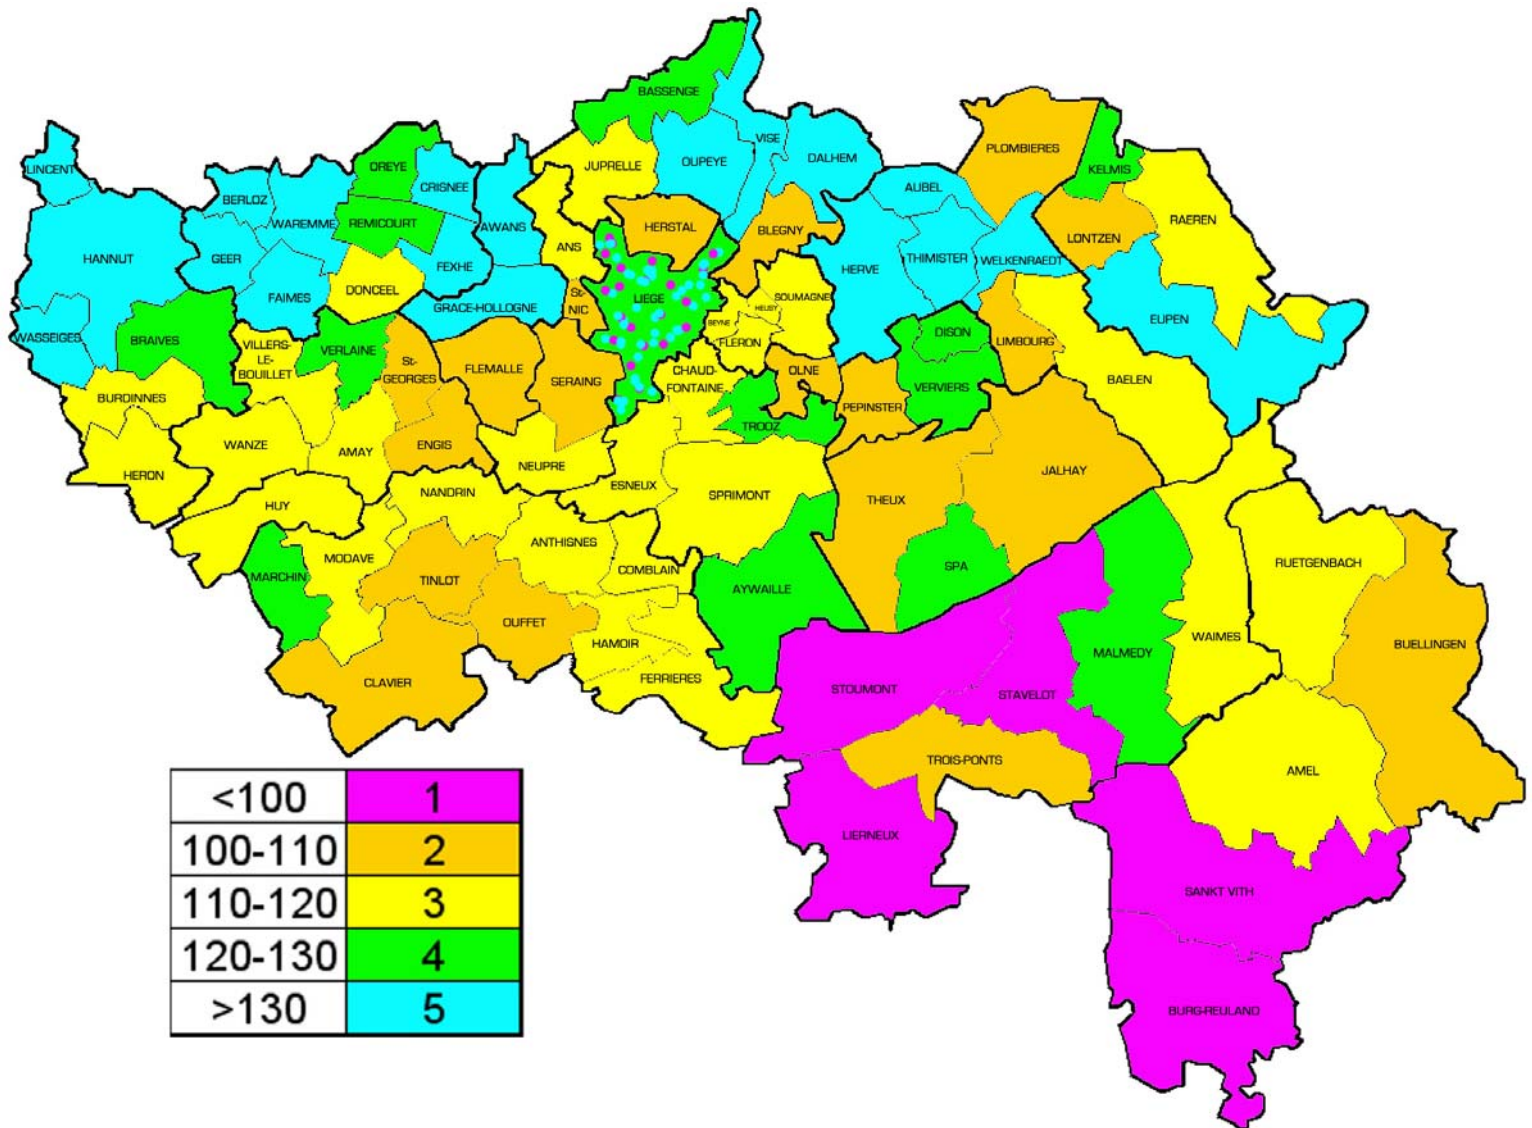 BASSENGE
VISE
LINCENT
OREYE
CRISNEE
JUPRELLE
OUPEYE
DALHEM
PLOMBIERES
KELMIS
BERLOZ
AUBEL
WAREMME
REMICOURT
AWANS
HERSTAL
BLEGNY
RAEREN
HANNUT
GEER
FEXHE
ANS
LONTZEN
FAIMES
DONCEEL
HERVE
THIMISTER
WELKENRAEDT
GRACE-HOLLOGNE
St-
NIC
LIEGE
SOUMAGNE
HEUSY
BEYNE
FLERON
EUPEN
WASSEIGES
BRAIVES
VILLERS-
LE-
BOUILLET
VERLAINE
DISON
LIMBOURG
St-
GEORGES
FLEMALLE
SERAING
CHAUD-
FONTAINE
OLNE
VERVIERS
BAELEN
BURDINNES
PEPINSTER
TROOZ
WANZE
AMAY
ENGIS
HERON
NEUPRE
ESNEUX
SPRIMONT
THEUX
JALHAY
HUY
NANDRIN
MODAVE
ANTHISNES
COMBLAIN
MARCHIN
TINLOT
AYWAILLE
SPA
RUETGENBACH
OUFFET
HAMOIR
WAIMES
BUELLINGEN
MALMEDY
CLAVIER
FERRIERES
STOUMONT
STAVELOT
TROIS-PONTS
AMEL
LIERNEUX
SANKT VITH
BURG-REULAND
<100 1
100-110 2
110-120 3
120-130 4
>130 5